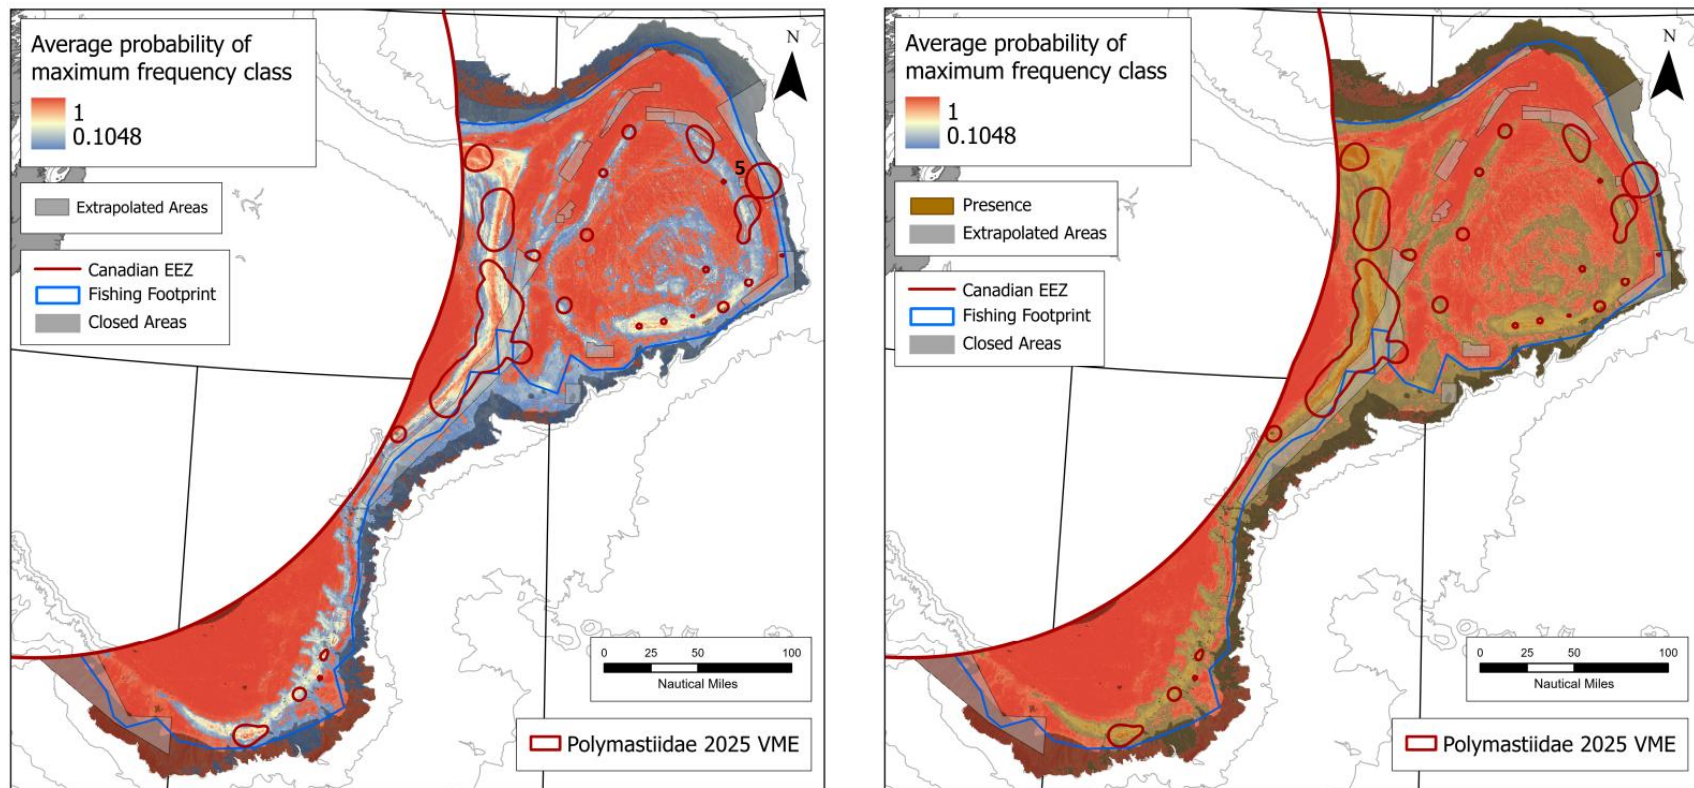 Average probability of
maximum frequency class
1
0.1048
Extrapolated Areas
Canadian EEZ
Fishing Footprint
Closed Areas
N
5
0 25 50 100
Nautical Miles
Polymastiidae 2025 VME
Average probability of
maximum frequency class
1
0.1048
Presence
Extrapolated Areas
Canadian EEZ
Fishing Footprint
Closed Areas
N
0 25 50 100
Nautical Miles
Polymastiidae 2025 VME